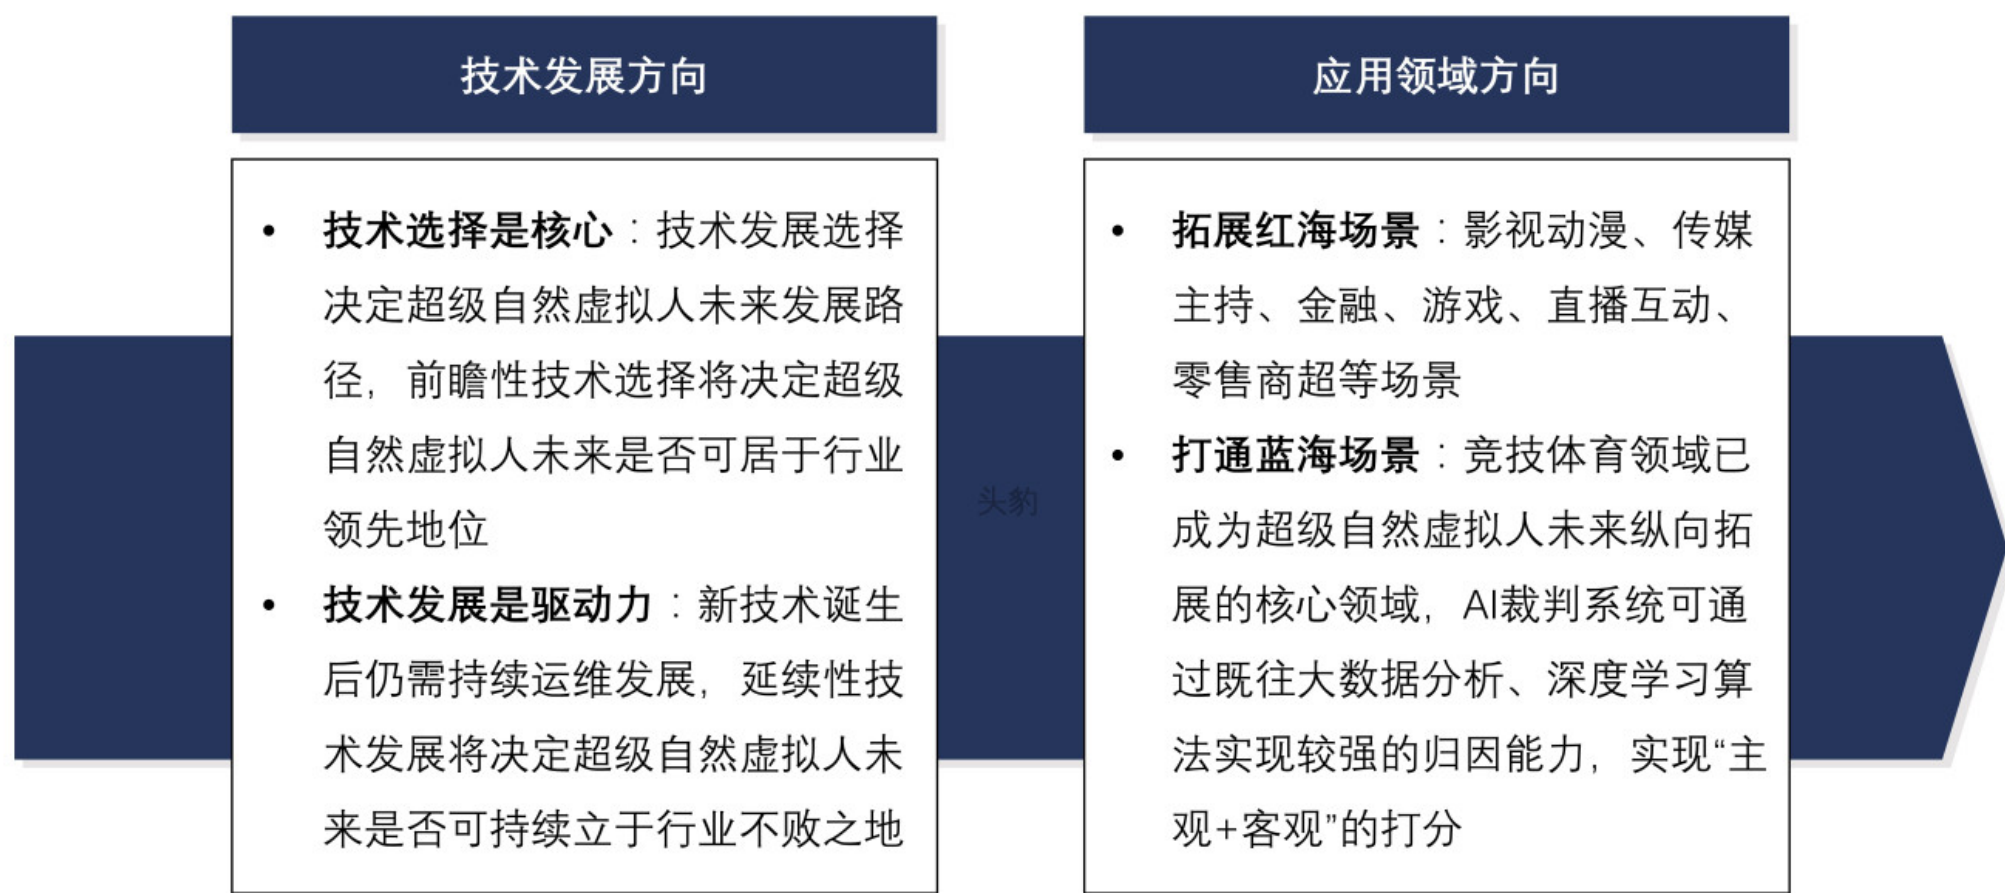 技术发展方向
• 技术选择是核心：技术发展选择
决定超级自然虚拟人未来发展路
径，前瞻性技术选择将决定超级
自然虚拟人未来是否可居于行业
领先地位
• 技术发展是驱动力：新技术诞生
后仍需持续运维发展，延续性技
术发展将决定超级自然虚拟人未
来是否可持续立于行业不败之地
头豹
应用领域方向
• 拓展红海场景：影视动漫、传媒
主持、金融、游戏、直播互动、
零售商超等场景
• 打通蓝海场景：竞技体育领域已
成为超级自然虚拟人未来纵向拓
展的核心领域，AI裁判系统可通
过既往大数据分析、深度学习算
法实现较强的归因能力，实现“主
观+客观”的打分